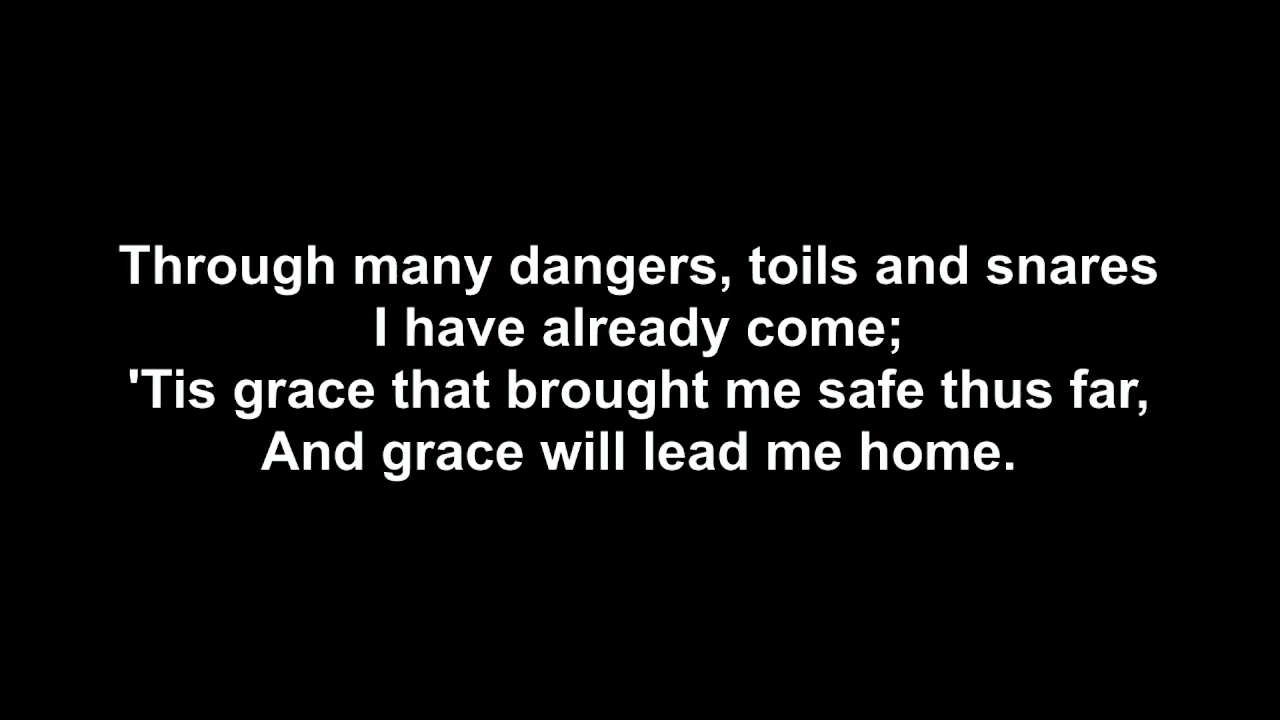 Through many dangers, toils and snares
I have already come;
'Tis grace that brought me safe thus far,
And grace will lead me home.